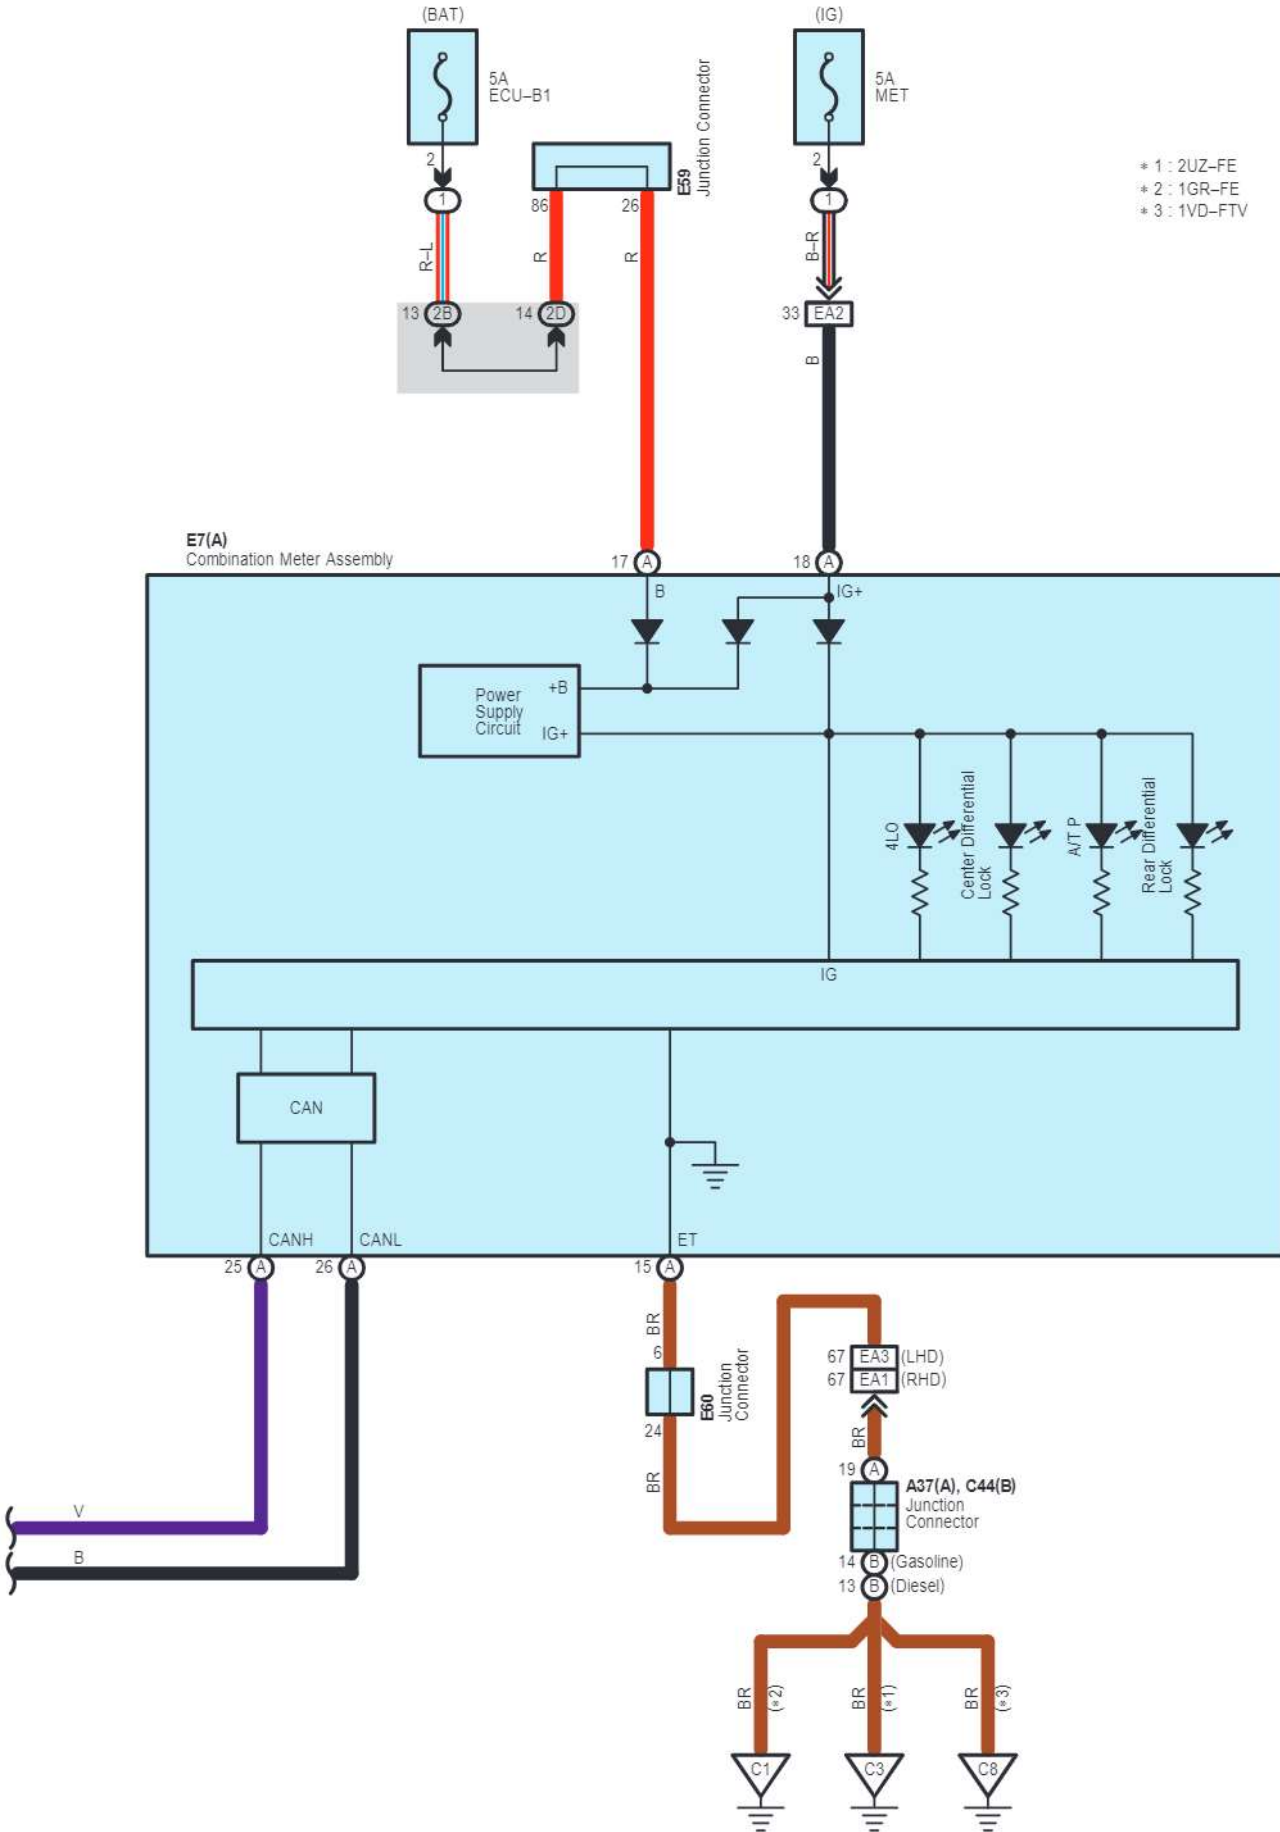 (BAT)
(IG)
5A
ECU–B1
5A
MET
Junction Connector
E59
2
2
1
1
86
26
∗ 1 : 2UZ–FE
∗ 2 : 1GR–FE
∗ 3 : 1VD–FTV
R–L
R
R
B–R
13
2B
14
2D
33
EA2
B
E7(A)
Combination Meter Assembly
17
A
18
A
B
IG+
Power
Supply
Circuit
+B
IG+
4LO
Center Differential
Lock
A/T P
Rear Differential
Lock
IG
CAN
CANH
CANL
ET
25
A
26
A
15
A
BR
6
E60
Junction
Connector
24
BR
67
EA3
(LHD)
67
EA1
(RHD)
BR
19
A
A37(A), C44(B)
Junction
Connector
14
B
(Gasoline)
13
B
(Diesel)
V
B
BR
(∗2)
BR
(∗1)
BR
(∗3)
C1
C3
C8